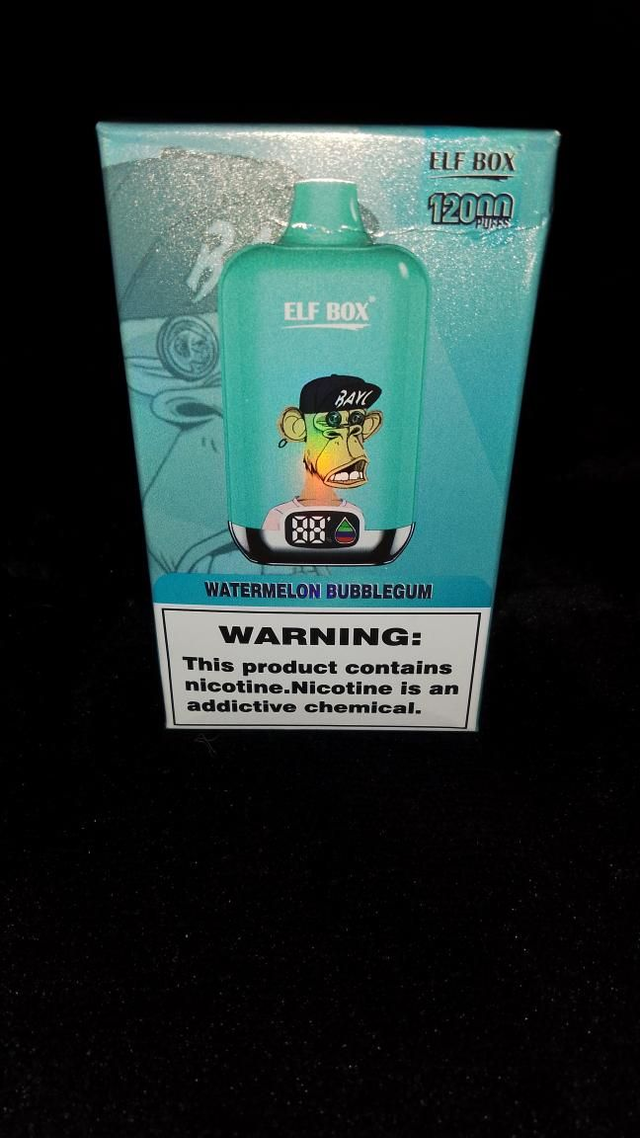 ELF BOX
12000
PUFFS
ELF BOX®
BAYC
WATERMELON BUBBLEGUM
WARNING:
This product contains
nicotine.Nicotine is an
addictive chemical.